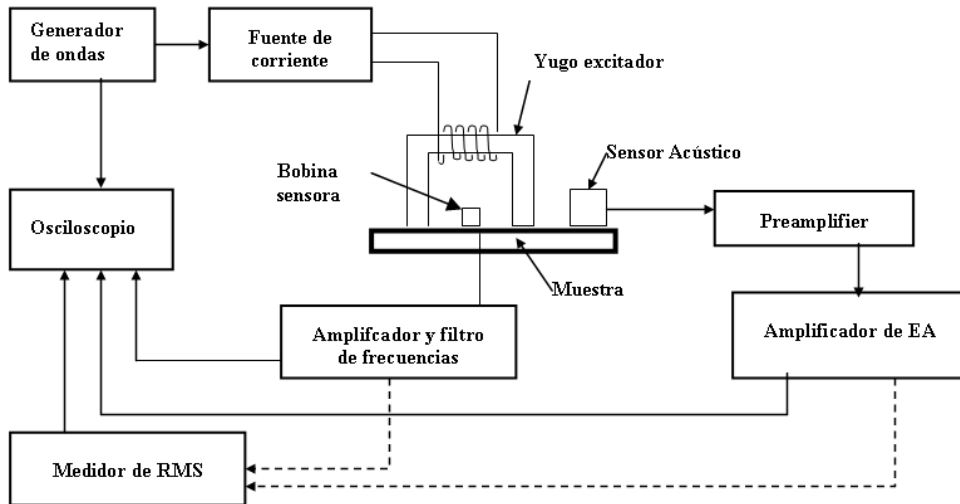 Generador
de ondas
Fuente de
corriente
Yugo excitador
Sensor Acústico
Bobina
sensora
Osciloscopio
Preamplifier
Muestra
Amplifcador y filtro
de frecuencias
Amplificador de EA
Medidor de RMS